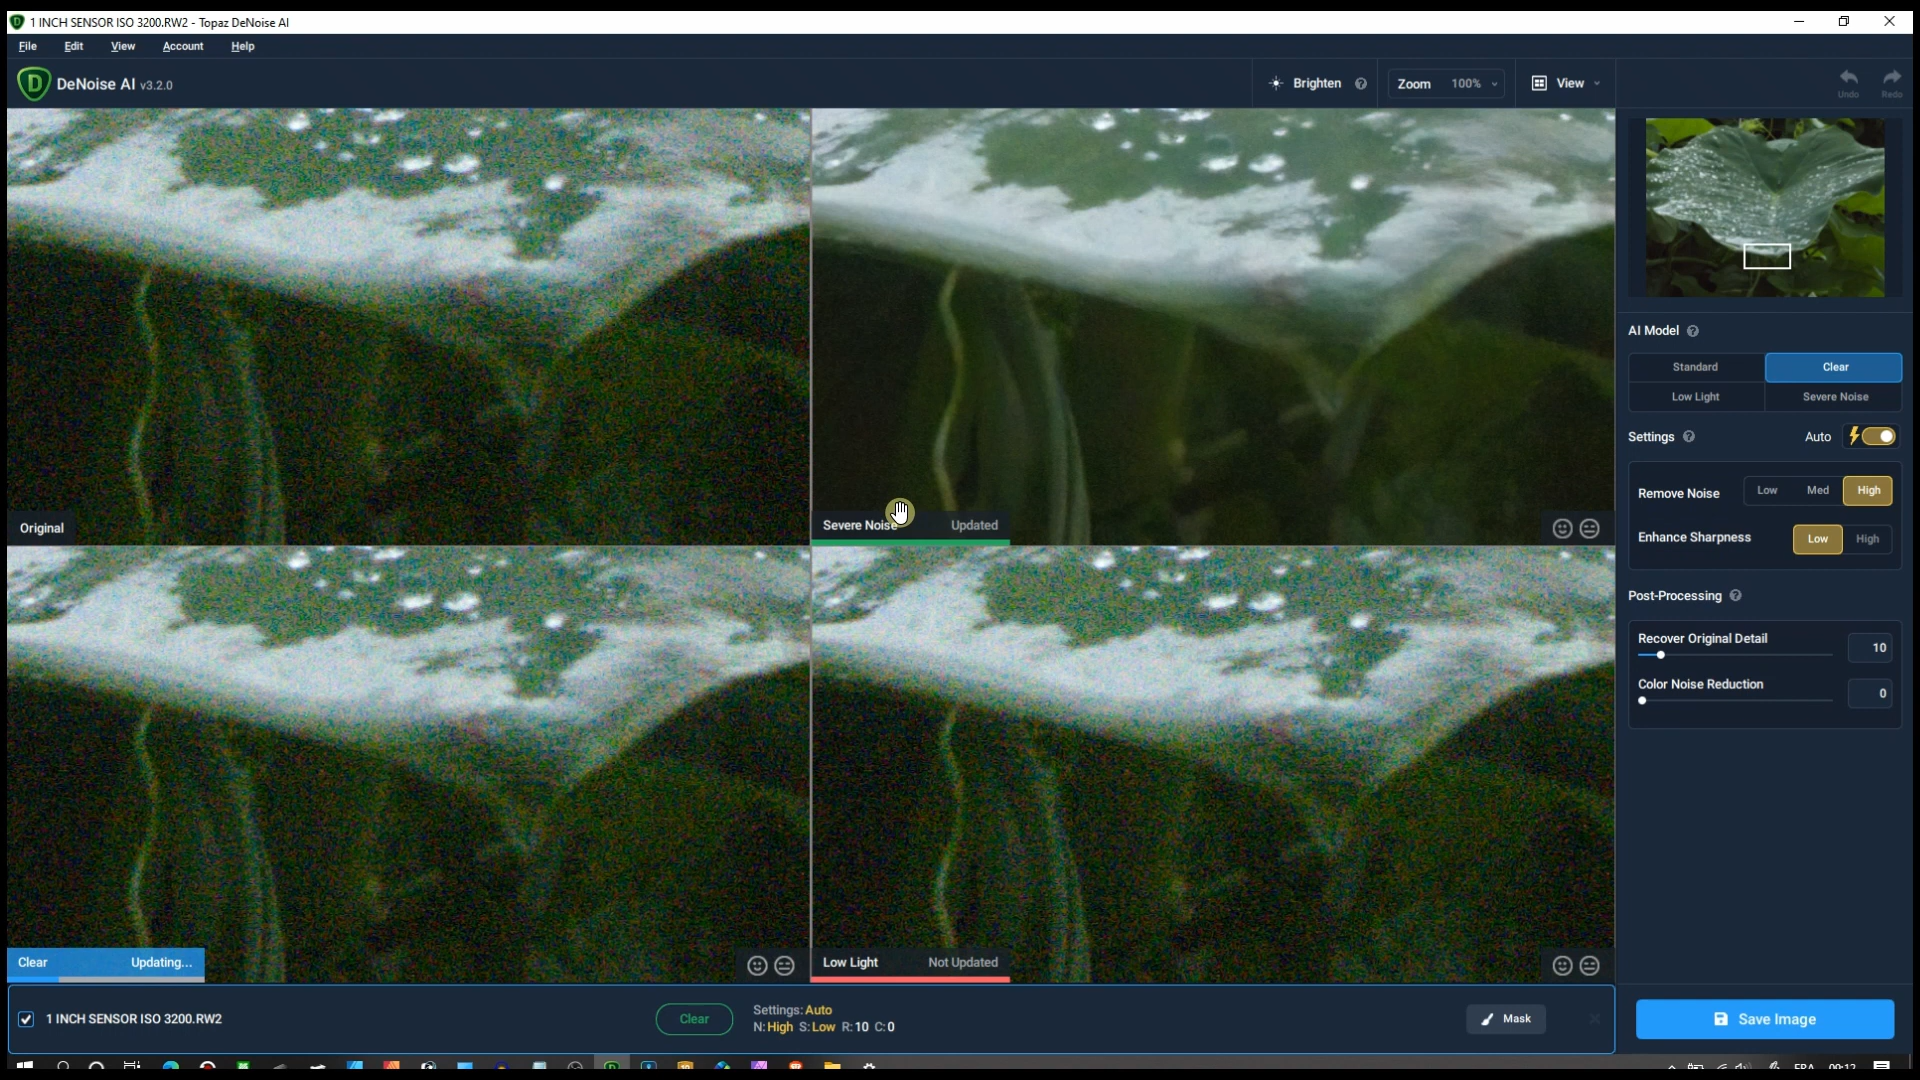 1 INCH SENSOR ISO 3200.RW2 - Topaz DeNoise AI
File Edit View Account Help
DeNoise AI v3.2.0
Brighten
Zoom 100%
View
Undo Redo
AI Model
Standard Clear
Low Light Severe Noise
Settings Auto
Remove Noise Low Med High
Enhance Sharpness Low High
Post-Processing
Recover Original Detail 10
Color Noise Reduction 0
Original
Severe Noise Updated
Clear Updating...
Low Light Not Updated
1 INCH SENSOR ISO 3200.RW2
Clear
Settings: Auto
N: High S: Low R: 10 C: 0
Mask
Save Image
FRA 09:12